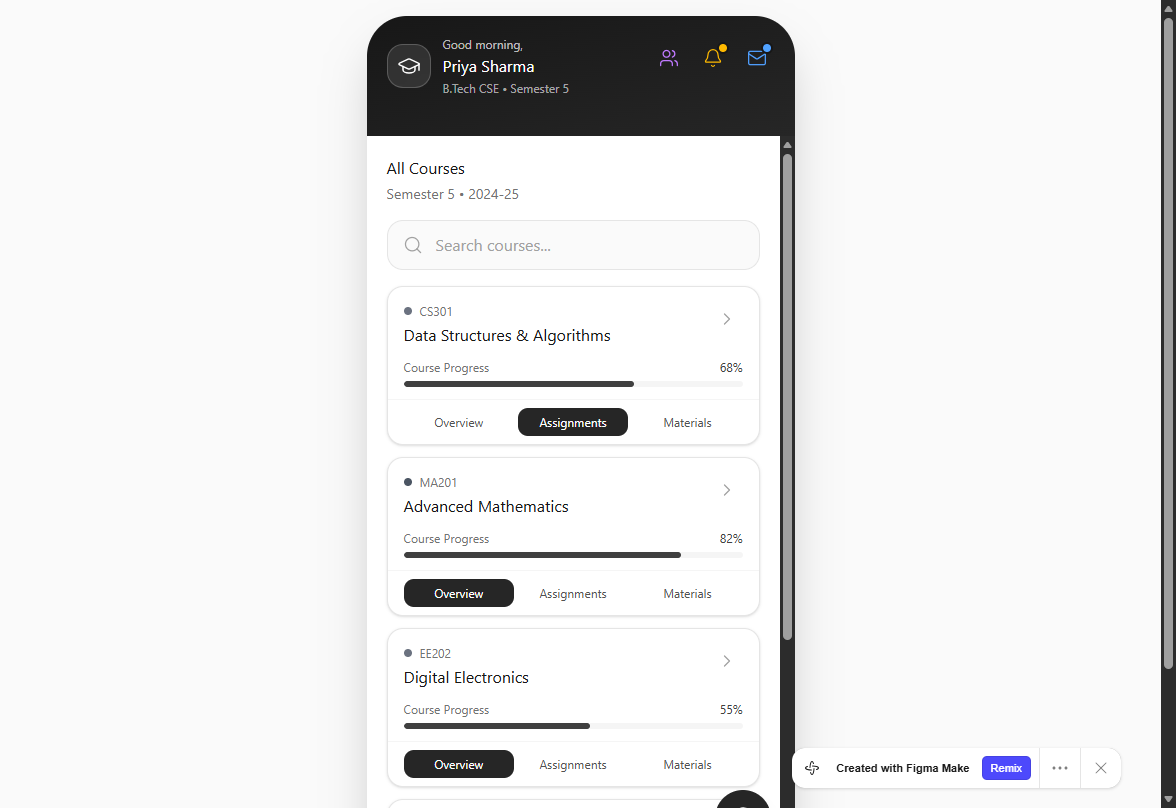 Good morning,
Priya Sharma
B.Tech CSE • Semester 5
All Courses
Semester 5 • 2024-25
Search courses...
CS301
Data Structures & Algorithms
Course Progress 68%
Overview Assignments Materials
MA201
Advanced Mathematics
Course Progress 82%
Overview Assignments Materials
EE202
Digital Electronics
Course Progress 55%
Overview Assignments Materials
Created with Figma Make Remix